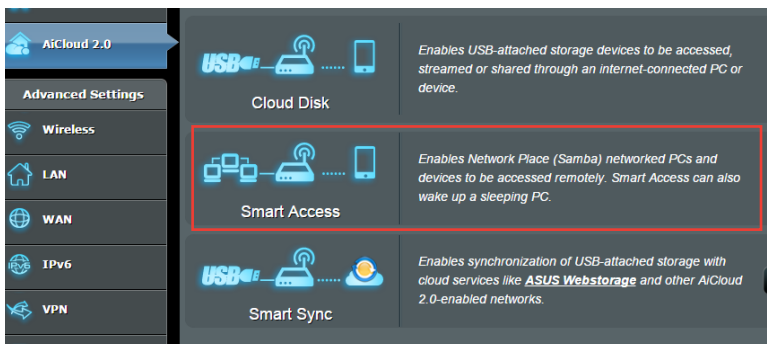 AiCloud 2.0
Advanced Settings
Wireless
LAN
WAN
IPv6
VPN
USB
Cloud Disk
Enables USB-attached storage devices to be accessed,
streamed or shared through an internet-connected PC or
device.
Smart Access
Enables Network Place (Samba) networked PCs and
devices to be accessed remotely. Smart Access can also
wake up a sleeping PC.
USB
Smart Sync
Enables synchronization of USB-attached storage with
cloud services like ASUS Webstorage and other AiCloud
2.0-enabled networks.